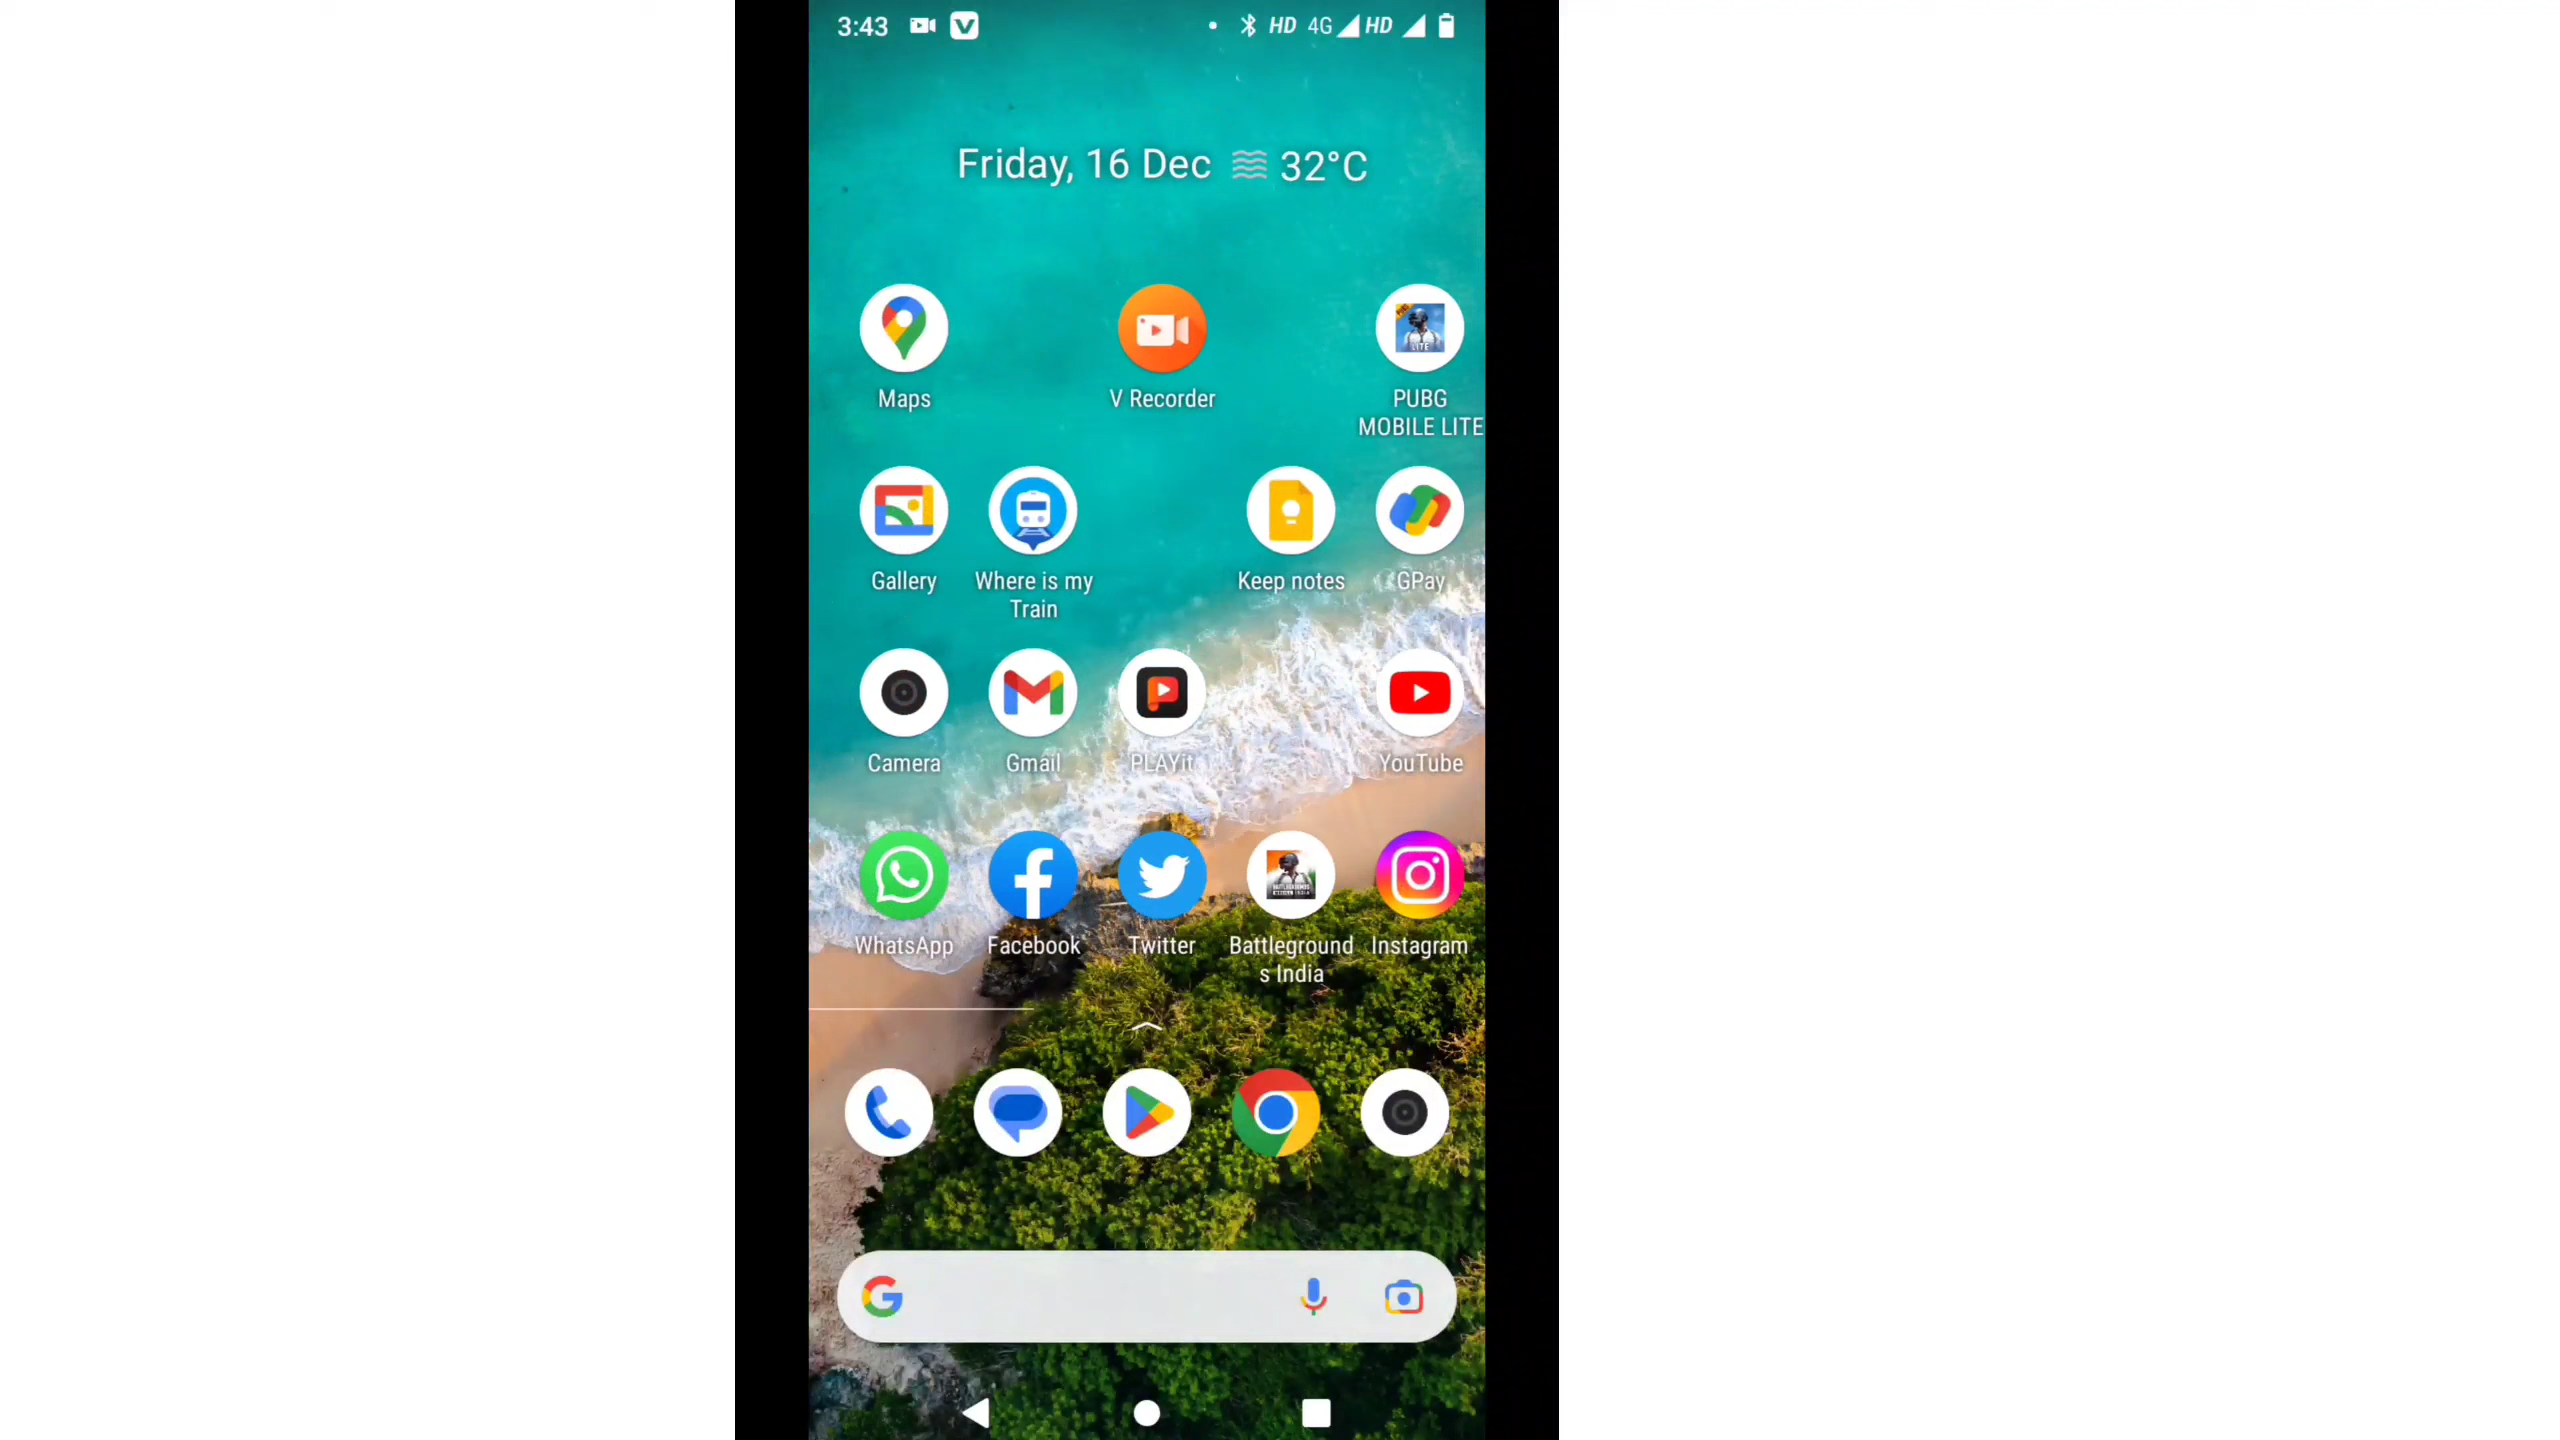 3:43
HD 4G HD
Friday, 16 Dec 32°C
Maps
V Recorder
PUBG
MOBILE LITE
Gallery
Where is my
Train
Keep notes
GPay
Camera
Gmail
PLAYit
YouTube
WhatsApp
Facebook
Twitter
Battleground
s India
Instagram